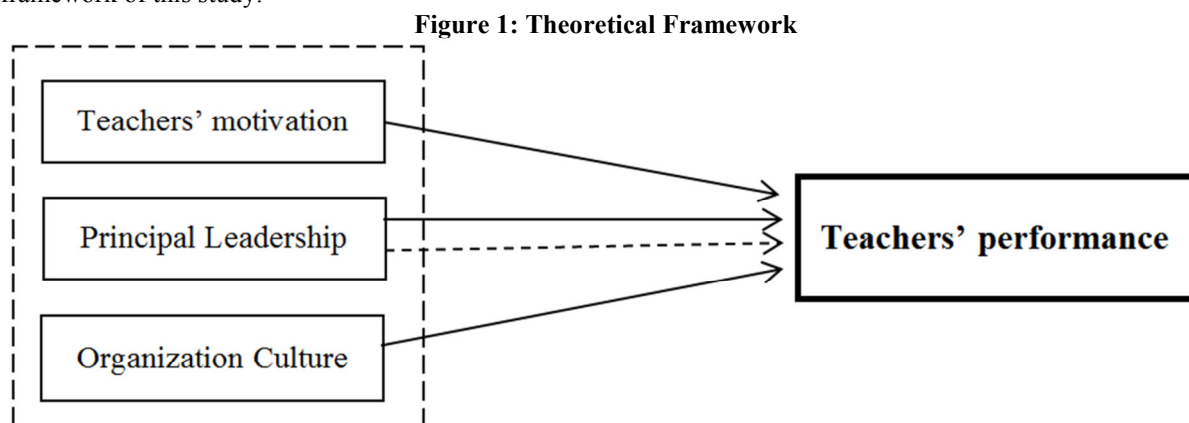 framework of this study.
Figure 1: Theoretical Framework
Teachers’ motivation
Principal Leadership
Teachers’ performance
Organization Culture